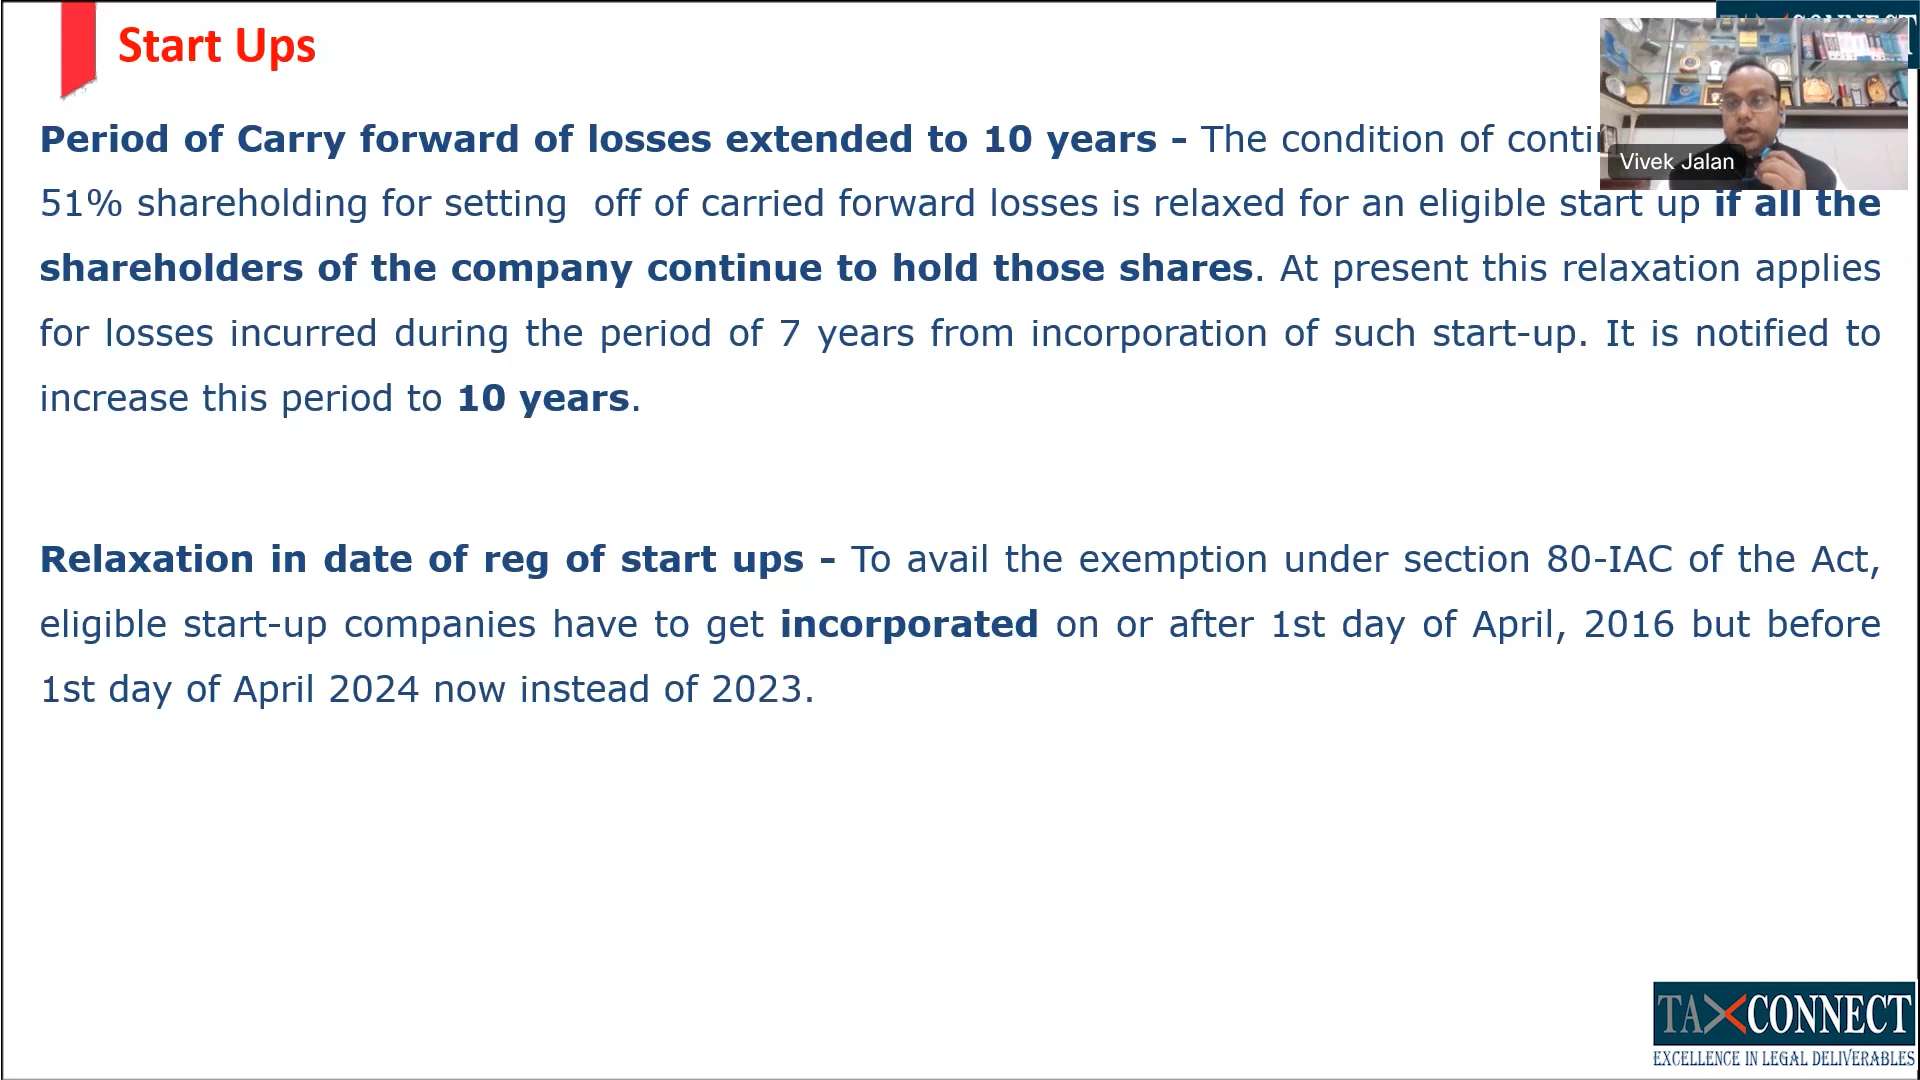 Start Ups
Period of Carry forward of losses extended to 10 years - The condition of
51% shareholding for setting  off of carried forward losses is relaxed for an eligible start up if all the
shareholders of the company continue to hold those shares. At present this relaxation applies
for losses incurred during the period of 7 years from incorporation of such start-up. It is notified to
increase this period to 10 years.
Relaxation in date of reg of start ups - To avail the exemption under section 80-IAC of the Act,
eligible start-up companies have to get incorporated on or after 1st day of April, 2016 but before
1st day of April 2024 now instead of 2023.
Vivek Jalan
TAXCONNECT
EXCELLENCE IN LEGAL DELIVERABLES